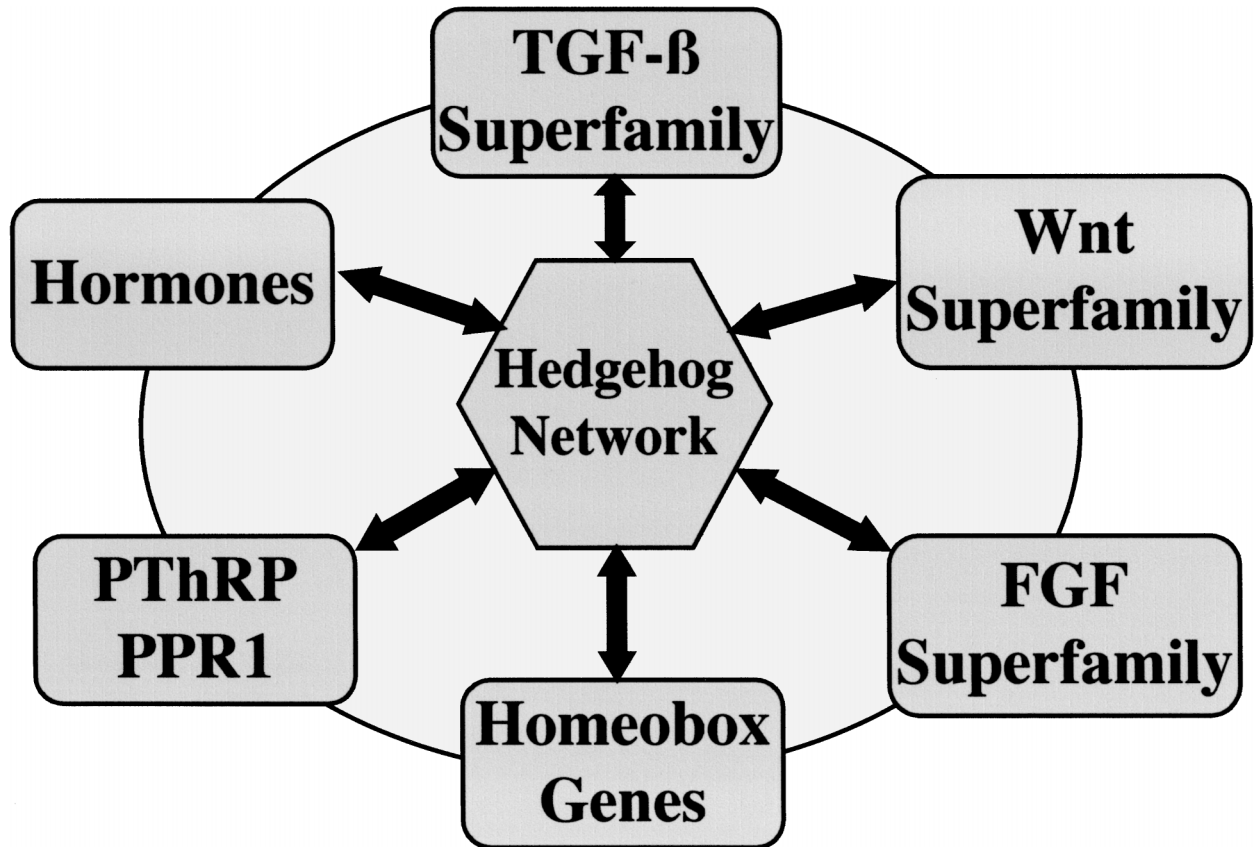 TGF-ß
Superfamily
Wnt
Superfamily
Hormones
Hedgehog
Network
PThRP
PPR1
FGF
Superfamily
Homeobox
Genes